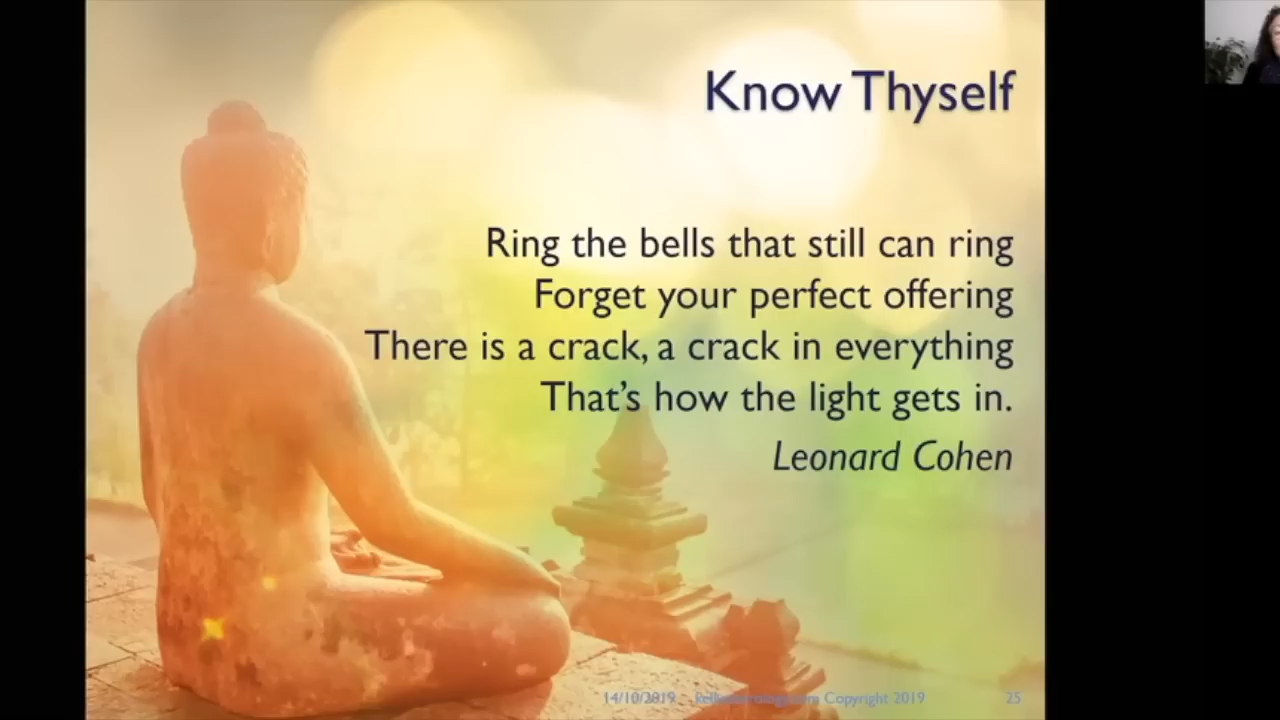 Know Thyself
Ring the bells that still can ring
Forget your perfect offering
There is a crack, a crack in everything
That's how the light gets in.
Leonard Cohen
14/10/2019 Copyright 2019 25